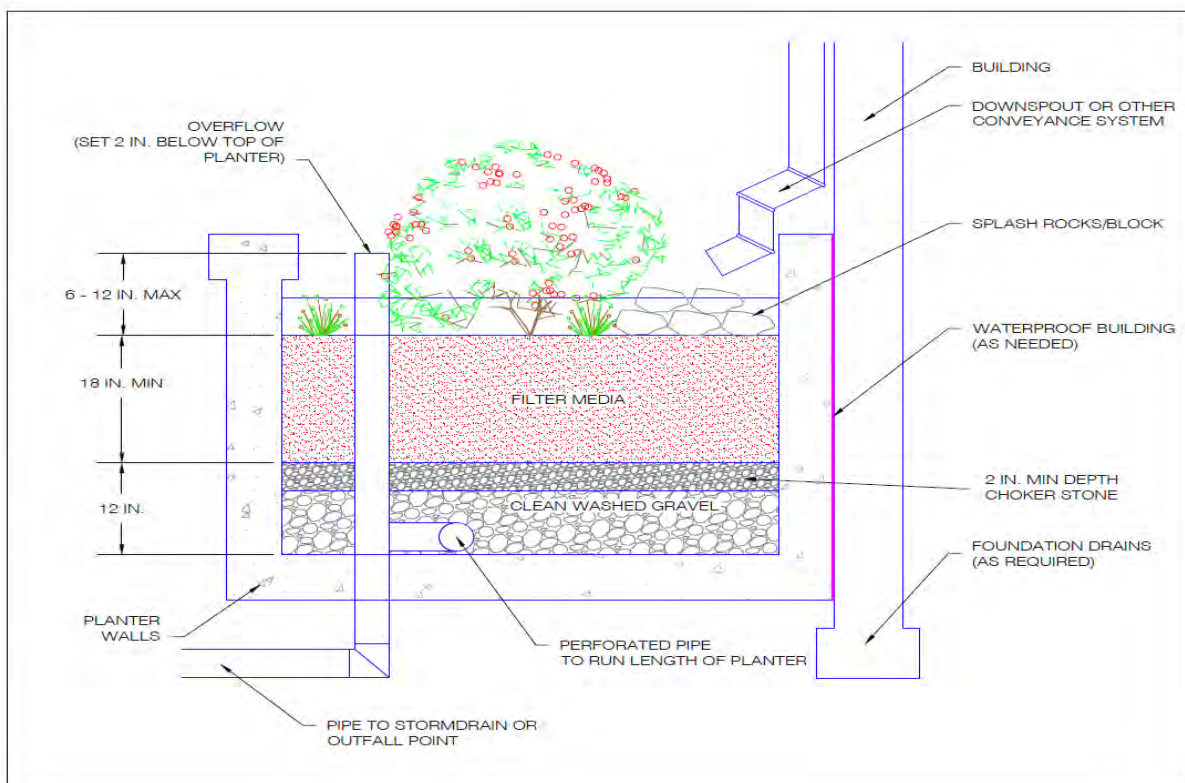 BUILDING
DOWNSPOUT OR OTHER
CONVEYANCE SYSTEM
OVERFLOW
(SET 2 IN. BELOW TOP OF
PLANTER)
SPLASH ROCKS/BLOCK
6 - 12 IN. MAX
WATERPROOF BUILDING
(AS NEEDED)
18 IN. MIN
FILTER MEDIA
2 IN. MIN DEPTH
CHOKER STONE
12 IN.
CLEAN WASHED GRAVEL
FOUNDATION DRAINS
(AS REQUIRED)
PLANTER
WALLS
PERFORATED PIPE
TO RUN LENGTH OF PLANTER
PIPE TO STORMDRAIN OR
OUTFALL POINT